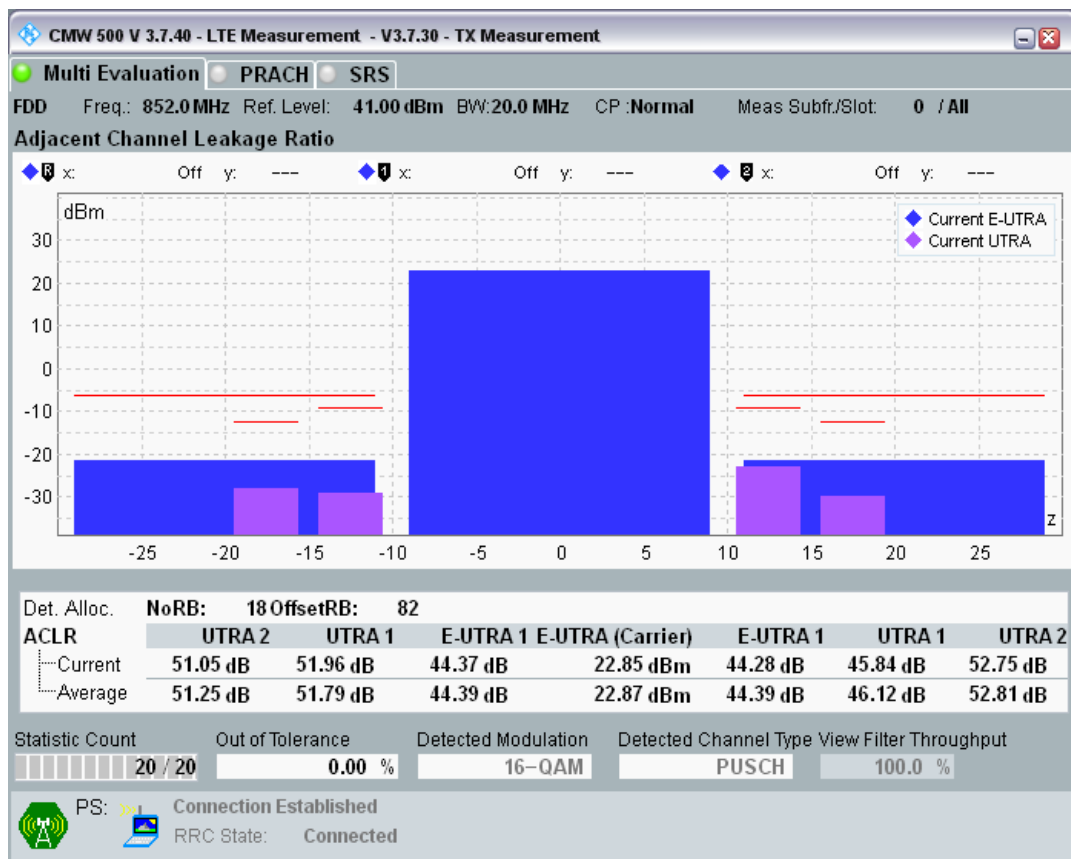 CMW 500 V 3.7.40 - LTE Measurement - V3.7.30 - TX Measurement
Multi Evaluation PRACH SRS
FDD Freq.: 852.0 MHz Ref. Level: 41.00 dBm BW:20.0 MHz CP :Normal Meas Subfr./Slot: 0 / All
Adjacent Channel Leakage Ratio
R x: Off y: --- 1 x: Off y: --- 2 x: Off y: ---
dBm
Current E-UTRA
Current UTRA
30
20
10
0
-10
-20
-30
z
-25 -20 -15 -10 -5 0 5 10 15 20 25
Det. Alloc. NoRB: 18 OffsetRB: 82
ACLR UTRA 2 UTRA 1 E-UTRA 1 E-UTRA (Carrier) E-UTRA 1 UTRA 1 UTRA 2
Current 51.05 dB 51.96 dB 44.37 dB 22.85 dBm 44.28 dB 45.84 dB 52.75 dB
Average 51.25 dB 51.79 dB 44.39 dB 22.87 dBm 44.39 dB 46.12 dB 52.81 dB
Statistic Count Out of Tolerance Detected Modulation Detected Channel Type View Filter Throughput
20 / 20 0.00 % 16-QAM PUSCH 100.0 %
PS: Connection Established
RRC State: Connected